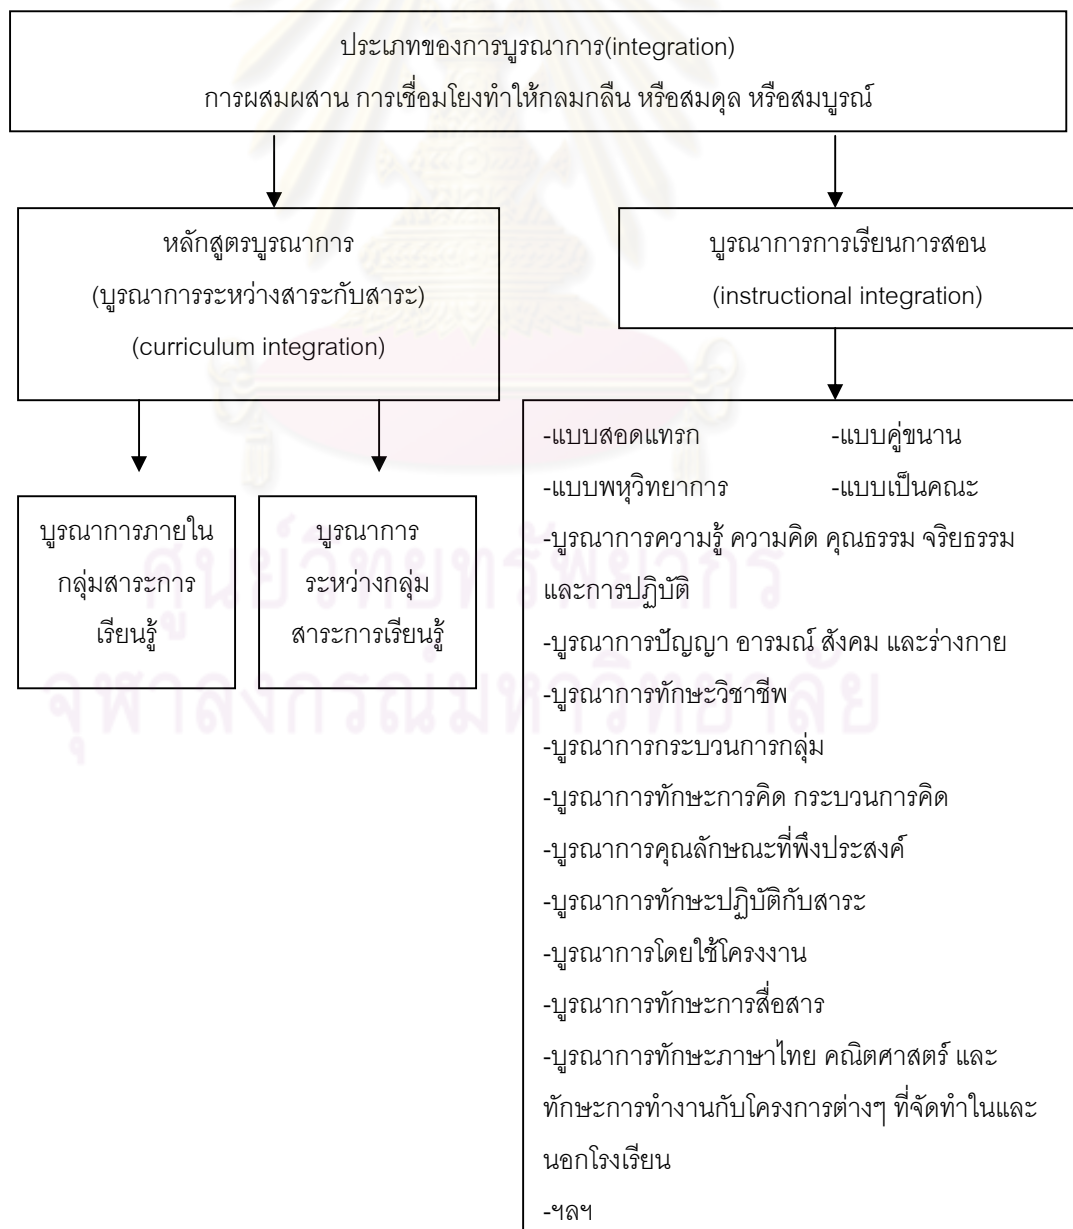 ประเภทของการบูรณาการ(integration)
การผสมผสาน การเชื่อมโยงทำให้กลมกลืน หรือสมดุล หรือสมบูรณ์
หลักสูตรบูรณาการ
(บูรณาการระหว่างสาระกับสาระ)
(curriculum integration)
บูรณาการการเรียนการสอน
(instructional integration)
บูรณาการภายใน
กลุ่มสาระการ
เรียนรู้
บูรณาการ
ระหว่างกลุ่ม
สาระการเรียนรู้
-แบบสอดแทรก -แบบคู่ขนาน
-แบบพหุวิทยาการ -แบบเป็นคณะ
-บูรณาการความรู้ ความคิด คุณธรรม จริยธรรม
และการปฏิบัติ
-บูรณาการปัญญา อารมณ์ สังคม และร่างกาย
-บูรณาการทักษะวิชาชีพ
-บูรณาการกระบวนการกลุ่ม
-บูรณาการทักษะการคิด กระบวนการคิด
-บูรณาการคุณลักษณะที่พึงประสงค์
-บูรณาการทักษะปฏิบัติกับสาระ
-บูรณาการโดยใช้โครงงาน
-บูรณาการทักษะการสื่อสาร
-บูรณาการทักษะภาษาไทย คณิตศาสตร์ และ
ทักษะการทำงานกับโครงการต่างๆ ที่จัดทำในและ
นอกโรงเรียน
-ฯลฯ
ศูนย์วิทยทรัพยากร
จุฬาลงกรณ์มหาวิทยาลัย